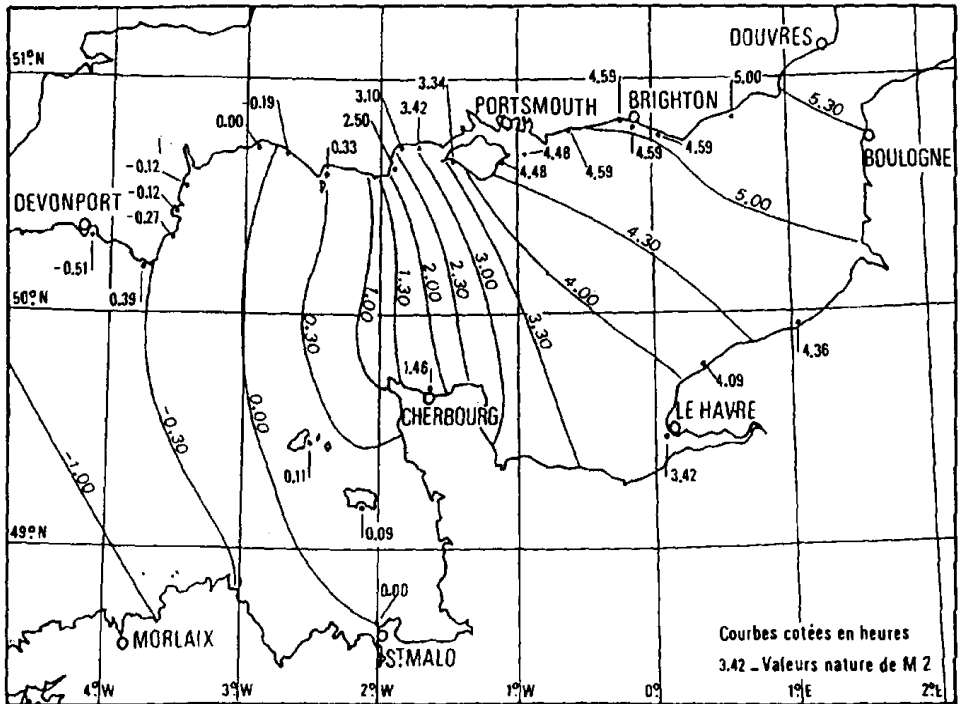 DOUVRES
51°N
3.34
4.59
5.00
5.30
-0.19
3.10
3.42
PORTSMOUTH
BRIGHTON
0.00
2.50
0.33
4.48
4.48
4.59
4.59
4.59
BOULOGNE
-0.12
-0.12
-0.27
DEVONPORT
5.00
4.30
-0.51
0.39
50°N
0.30
1.00
1.30
2.00
2.30
3.00
3.30
4.00
4.36
1.46
4.09
CHERBOURG
LE HAVRE
-0.30
0.00
0.11
3.42
-1.00
0.09
49°N
0.00
MORLAIX
ST MALO
Courbes cotées en heures
3.42 _ Valeurs nature de M 2
4°W
3°W
2°W
1°W
0°
1°E
2°E